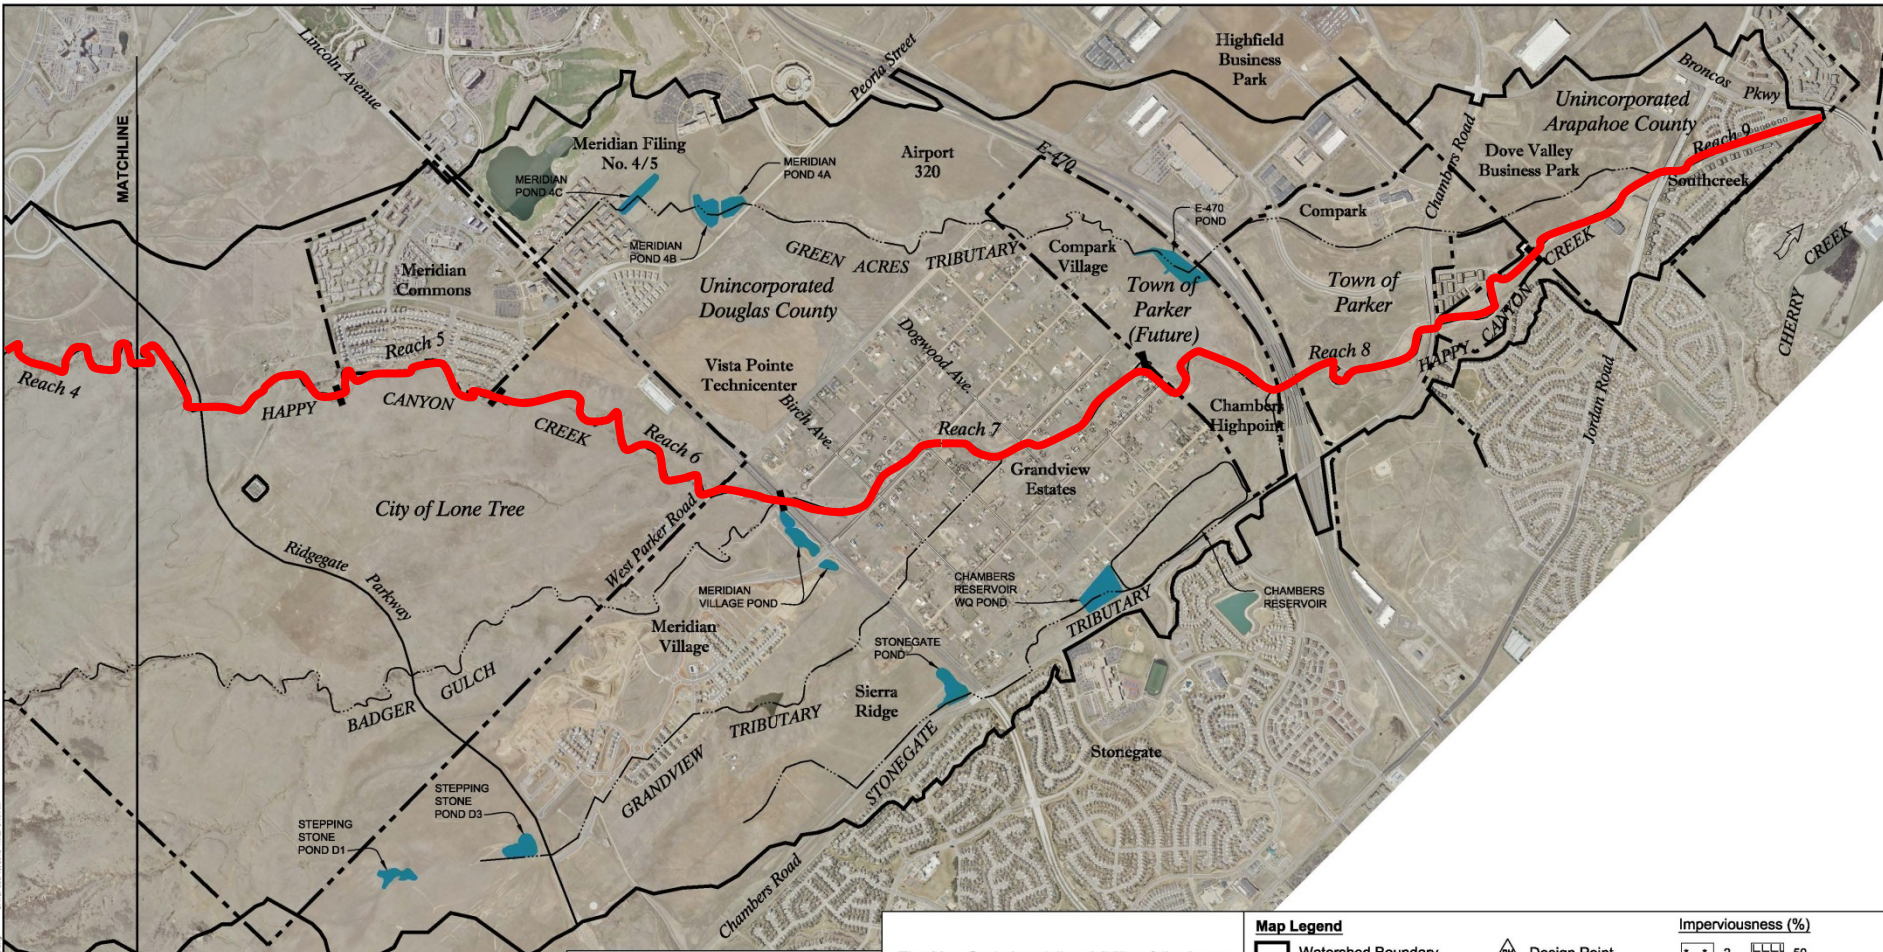 Lincoln Avenue
MATCHLINE
Peoria Street
Highfield
Business
Park
Broncos
Pkwy
Unincorporated
Arapahoe County
Reach 9
Dove Valley
Business Park
Southcreek
Chambers Road
E-470
Meridian Filing
No. 4/5
MERIDIAN
POND 4C
MERIDIAN
POND 4A
MERIDIAN
POND 4B
Airport
320
Compark
E-470
POND
GREEN ACRES TRIBUTARY
Compark
Village
Meridian
Commons
Unincorporated
Douglas County
Town of
Parker
(Future)
Town of
Parker
CREEK
CANYON
HAPPY
CREEK
CHERRY
Reach 4
HAPPY
Reach 5
CANYON
CREEK
Reach 6
Vista Pointe
Technicenter
Dogwood Ave.
Birch Ave.
Reach 7
Reach 8
Chambers
Highpoint
Grandview
Estates
Jordan Road
City of Lone Tree
Ridgegate
Parkway
West Parker Road
MERIDIAN
VILLAGE POND
Meridian
Village
CHAMBERS
RESERVOIR
WQ POND
CHAMBERS
RESERVOIR
TRIBUTARY
STONEGATE
POND
Sierra
Ridge
STONEGATE
Stonegate
BADGER
GULCH
GRANDVIEW
TRIBUTARY
STEPPING
STONE
POND D3
STEPPING
STONE
POND D1
Chambers Road
Map Legend
Watershed Boundary
Design Point
Imperviousness (%)
2
50